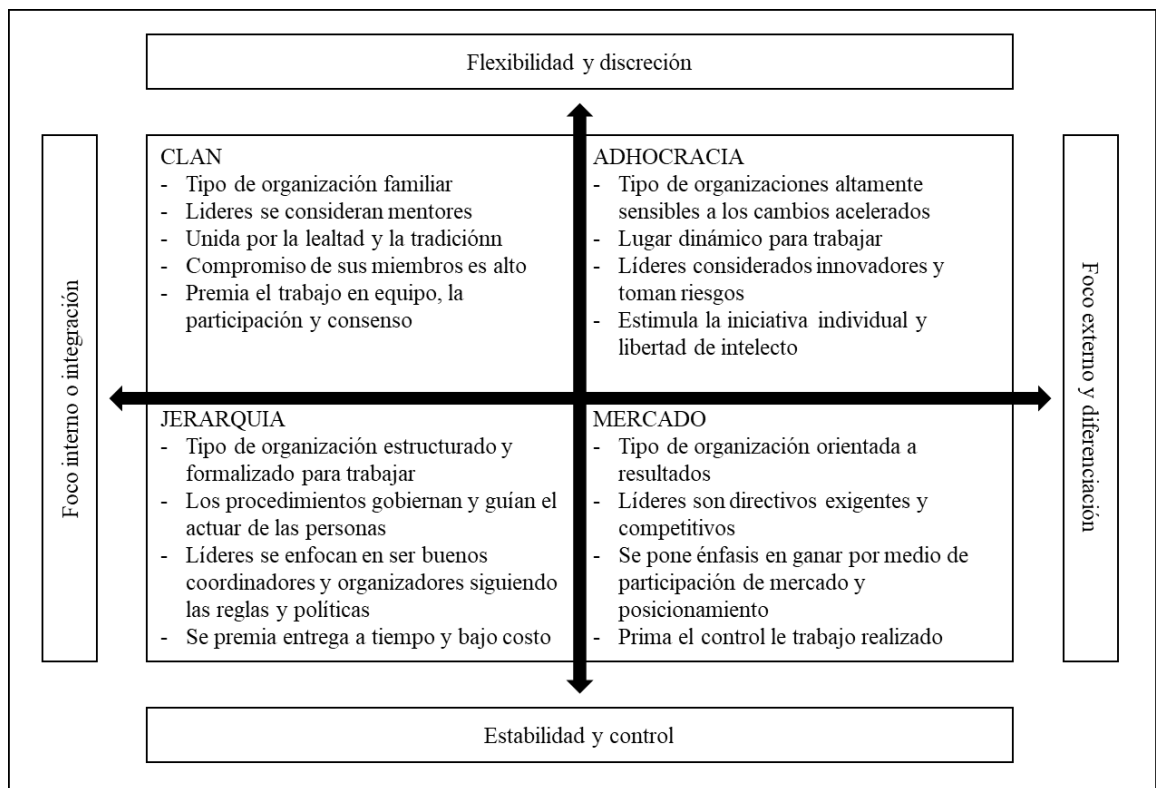 Flexibilidad y discreción
Foco interno o integración
CLAN
- Tipo de organización familiar
- Lideres se consideran mentores
- Unida por la lealtad y la tradiciónn
- Compromiso de sus miembros es alto
- Premia el trabajo en equipo, la
participación y consenso
ADHOCRACIA
- Tipo de organizaciones altamente
sensibles a los cambios acelerados
- Lugar dinámico para trabajar
- Líderes considerados innovadores y
toman riesgos
- Estimula la iniciativa individual y
libertad de intelecto
JERARQUIA
- Tipo de organización estructurado y
formalizado para trabajar
- Los procedimientos gobiernan y guían el
actuar de las personas
- Líderes se enfocan en ser buenos
coordinadores y organizadores siguiendo
las reglas y políticas
- Se premia entrega a tiempo y bajo costo
MERCADO
- Tipo de organización orientada a
resultados
- Líderes son directivos exigentes y
competitivos
- Se pone énfasis en ganar por medio de
participación de mercado y
posicionamiento
- Prima el control le trabajo realizado
Foco externo y diferenciación
Estabilidad y control